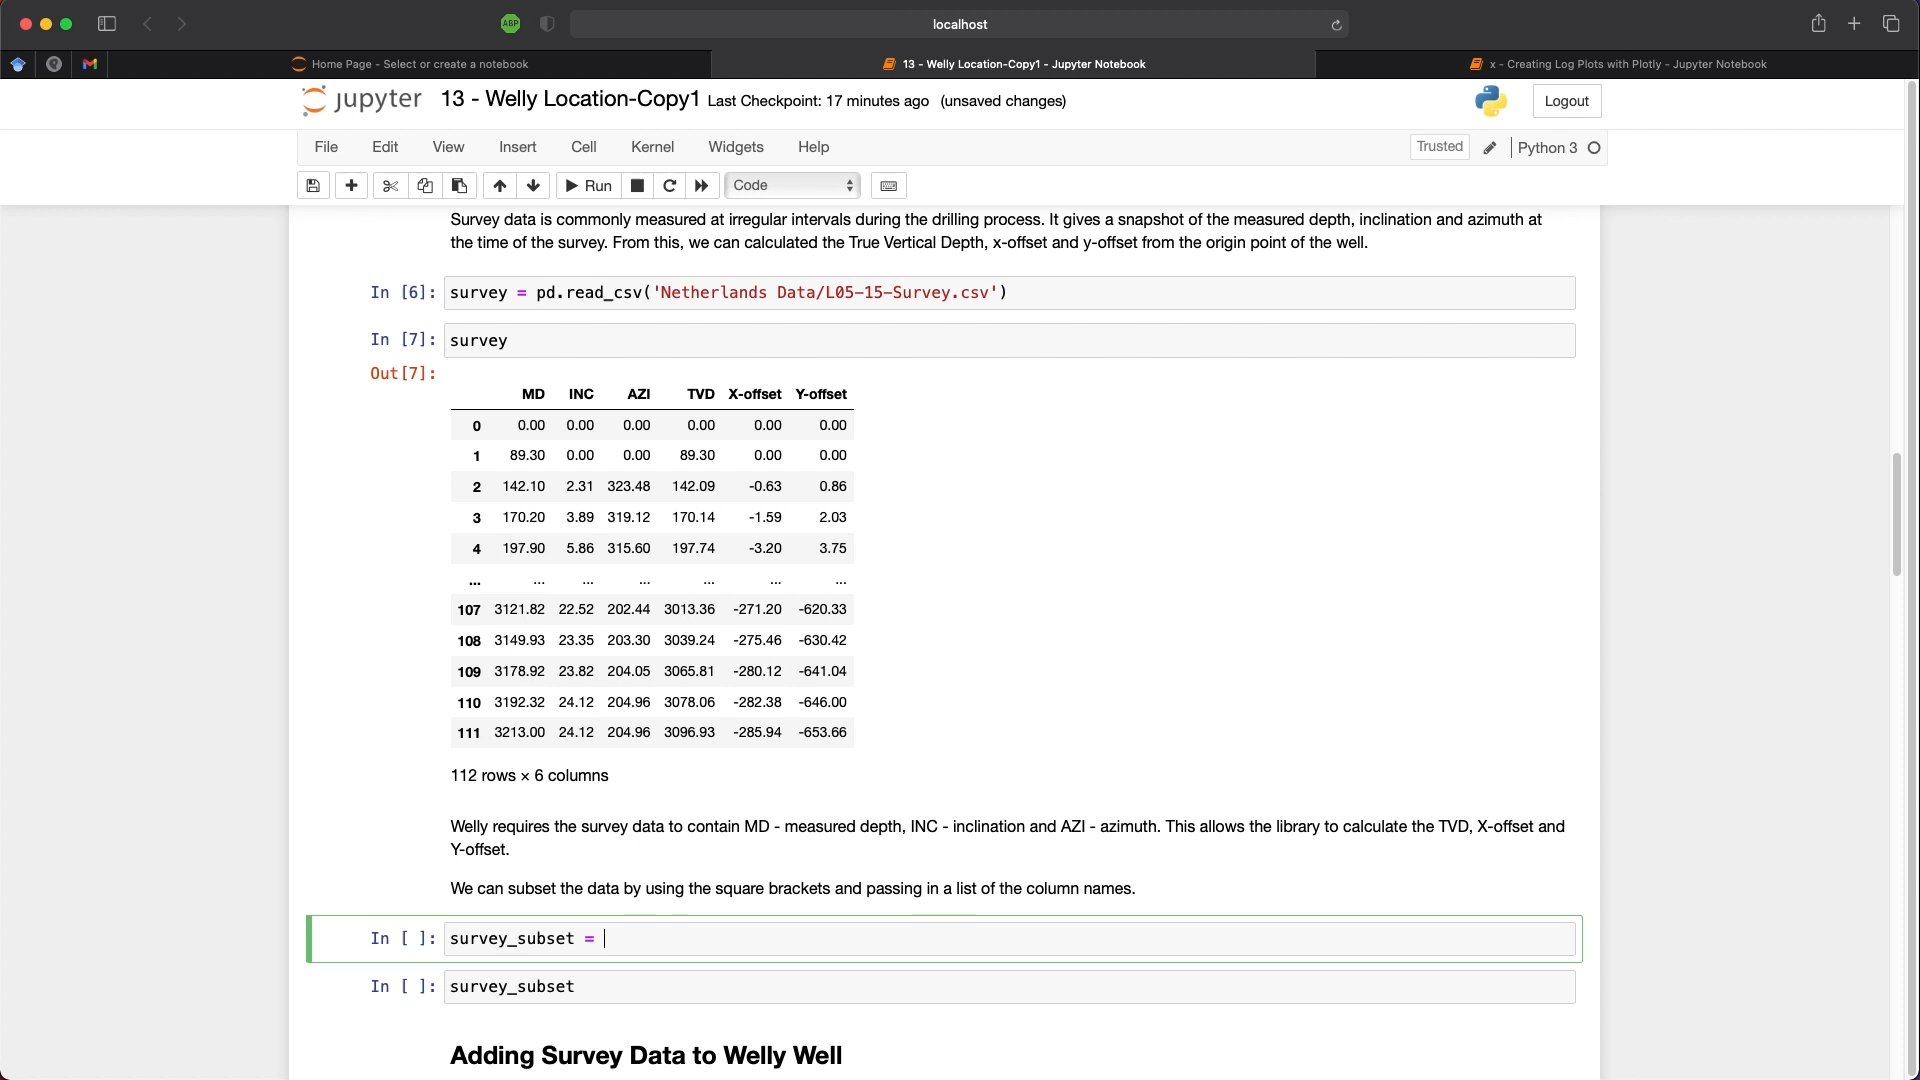 ABP
localhost
Home Page - Select or create a notebook
13 - Welly Location-Copy1 - Jupyter Notebook
x - Creating Log Plots with Plotly - Jupyter Notebook
jupyter 13 - Welly Location-Copy1 Last Checkpoint: 17 minutes ago (unsaved changes)
Logout
File Edit View Insert Cell Kernel Widgets Help
Trusted
Python 3
Run
Code
Survey data is commonly measured at irregular intervals during the drilling process. It gives a snapshot of the measured depth, inclination and azimuth at
the time of the survey. From this, we can calculated the True Vertical Depth, x-offset and y-offset from the origin point of the well.
In [6]: survey = pd.read_csv('Netherlands Data/L05-15-Survey.csv')
In [7]: survey
Out[7]:
MD INC AZI TVD X-offset Y-offset
0 0.00 0.00 0.00 0.00 0.00 0.00
1 89.30 0.00 0.00 89.30 0.00 0.00
2 142.10 2.31 323.48 142.09 -0.63 0.86
3 170.20 3.89 319.12 170.14 -1.59 2.03
4 197.90 5.86 315.60 197.74 -3.20 3.75
... ... ... ... ... ... ...
107 3121.82 22.52 202.44 3013.36 -271.20 -620.33
108 3149.93 23.35 203.30 3039.24 -275.46 -630.42
109 3178.92 23.82 204.05 3065.81 -280.12 -641.04
110 3192.32 24.12 204.96 3078.06 -282.38 -646.00
111 3213.00 24.12 204.96 3096.93 -285.94 -653.66
112 rows × 6 columns
Welly requires the survey data to contain MD - measured depth, INC - inclination and AZI - azimuth. This allows the library to calculate the TVD, X-offset and
Y-offset.
We can subset the data by using the square brackets and passing in a list of the column names.
In [ ]: survey_subset =
In [ ]: survey_subset
Adding Survey Data to Welly Well